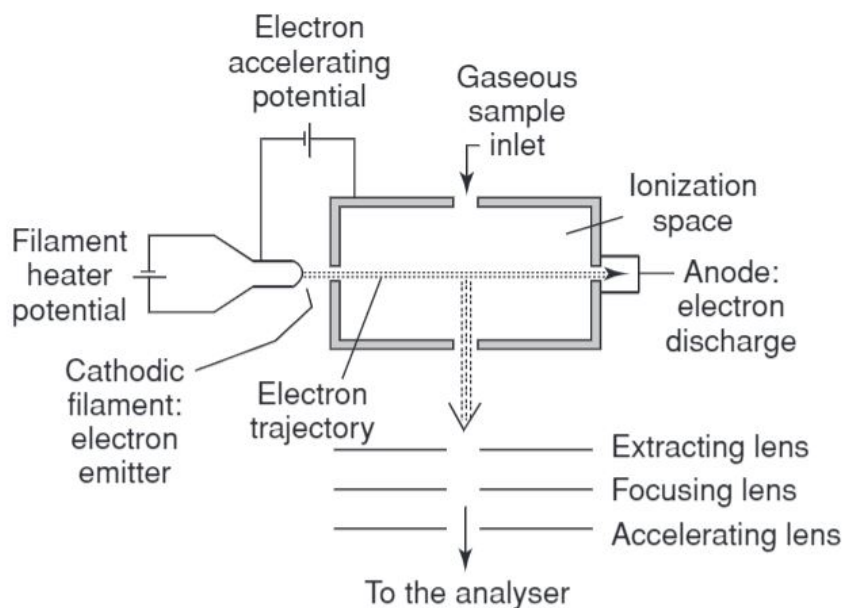 Electron
accelerating
potential
Gaseous
sample
inlet
Ionization
space
Filament
heater
potential
Anode:
electron
discharge
Cathodic
filament:
electron
emitter
Electron
trajectory
Extracting lens
Focusing lens
Accelerating lens
To the analyser